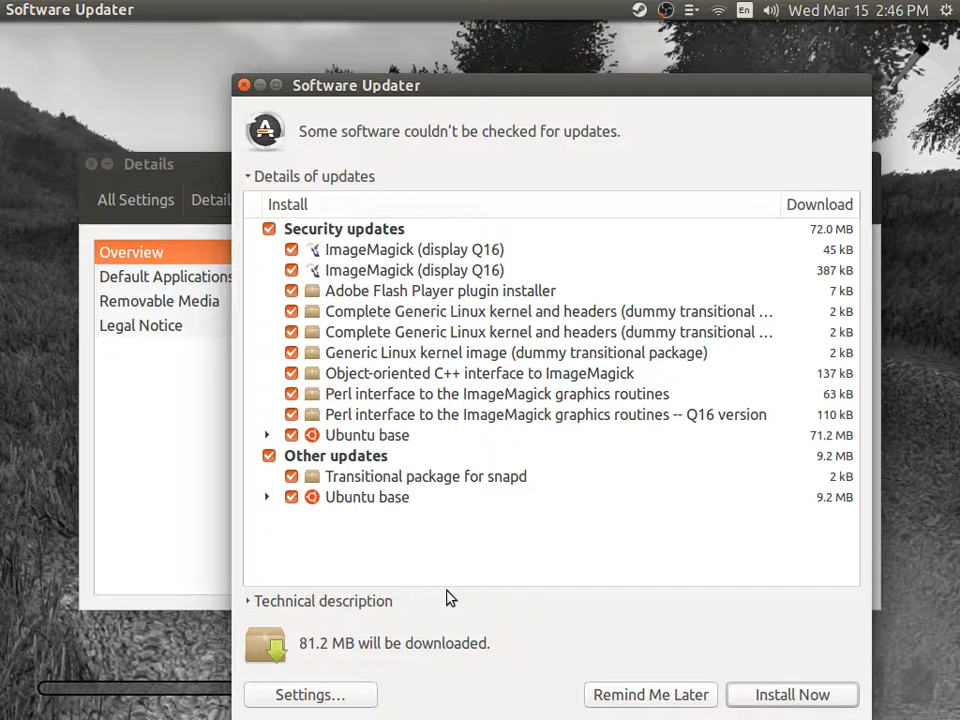 Software Updater
En
Wed Mar 15 2:46 PM
Software Updater
Some software couldn't be checked for updates.
Details
All Settings
Detail
Overview
Default Applications
Removable Media
Legal Notice
Details of updates
Install Download
Security updates 72.0 MB
ImageMagick (display Q16) 45 kB
ImageMagick (display Q16) 387 kB
Adobe Flash Player plugin installer 7 kB
Complete Generic Linux kernel and headers (dummy transitional ... 2 kB
Complete Generic Linux kernel and headers (dummy transitional ... 2 kB
Generic Linux kernel image (dummy transitional package) 2 kB
Object-oriented C++ interface to ImageMagick 137 kB
Perl interface to the ImageMagick graphics routines 63 kB
Perl interface to the ImageMagick graphics routines -- Q16 version 110 kB
Ubuntu base 71.2 MB
Other updates 9.2 MB
Transitional package for snapd 2 kB
Ubuntu base 9.2 MB
Technical description
81.2 MB will be downloaded.
Settings...
Remind Me Later
Install Now